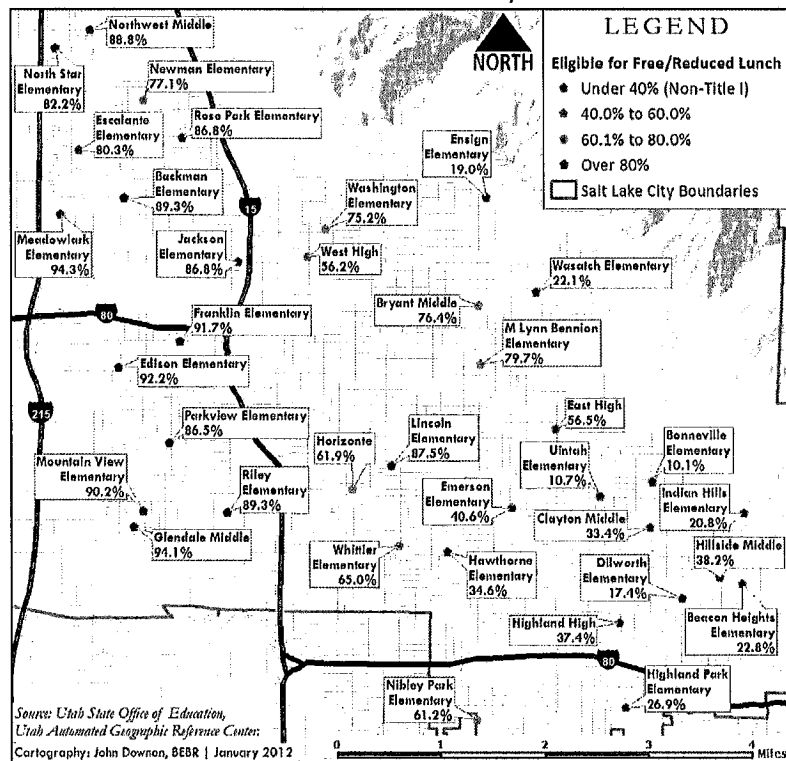 Northwest Middle
88.8%
North Star
Elementary
82.2%
Newman Elementary
77.1%
Escalante
Elementary
80.3%
Rose Park Elementary
86.8%
Backman
Elementary
89.3%
Meadowlark
Elementary
94.3%
Jackson
Elementary
86.8%
15
NORTH
Ensign
Elementary
19.0%
LEGEND
Eligible for Free/Reduced Lunch
Under 40% (Non-Title I)
40.0% to 60.0%
60.1% to 80.0%
Over 80%
Salt Lake City Boundaries
Washington
Elementary
75.2%
West High
56.2%
Wasatch Elementary
22.1%
Bryant Middle
76.4%
M Lynn Bennion
Elementary
79.7%
80
Franklin Elementary
91.7%
Edison Elementary
92.2%
215
Parkview Elementary
86.5%
Mountain View
Elementary
90.2%
Riley
Elementary
89.3%
Glendale Middle
94.1%
Horizonte
61.9%
Lincoln
Elementary
87.5%
East High
56.5%
Uintah
Elementary
10.7%
Bonneville
Elementary
10.1%
Emerson
Elementary
40.6%
Clayton Middle
33.4%
Indian Hills
Elementary
20.8%
Hillside Middle
38.2%
Whittier
Elementary
65.0%
Hawthorne
Elementary
34.6%
Dilworth
Elementary
17.4%
Beacon Heights
Elementary
22.8%
Highland High
37.4%
80
Highland Park
Elementary
26.9%
Nibley Park
Elementary
61.2%
Source: Utah State Office of Education,
Utah Automated Geographic Reference Center.
Cartography: John Downen, BEBR | January 2012
0 1 2 3 4
Miles